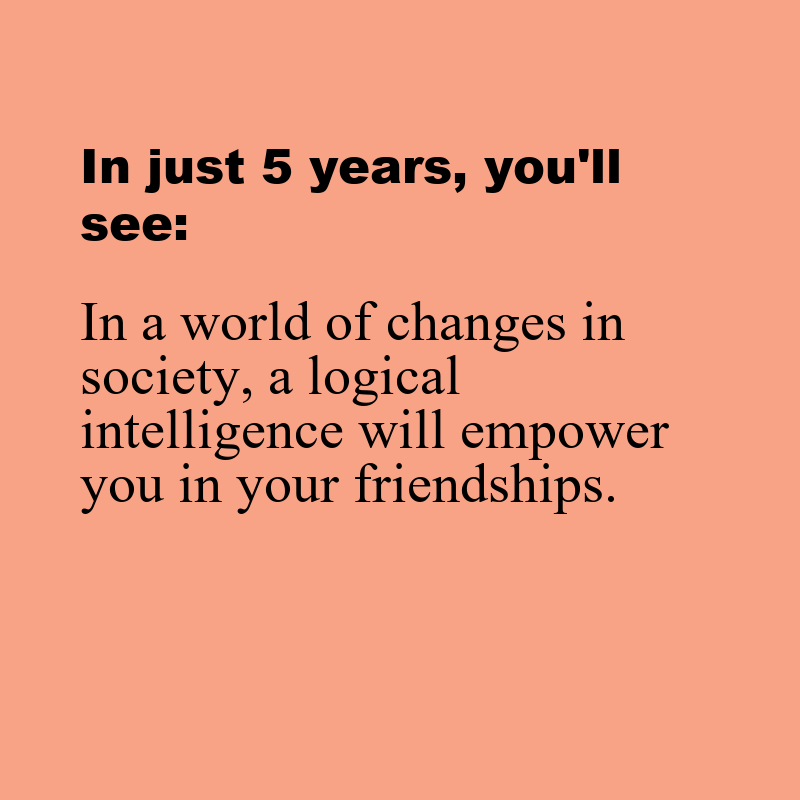 In just 5 years, you'll
see:
In a world of changes in
society, a logical
intelligence will empower
you in your friendships.